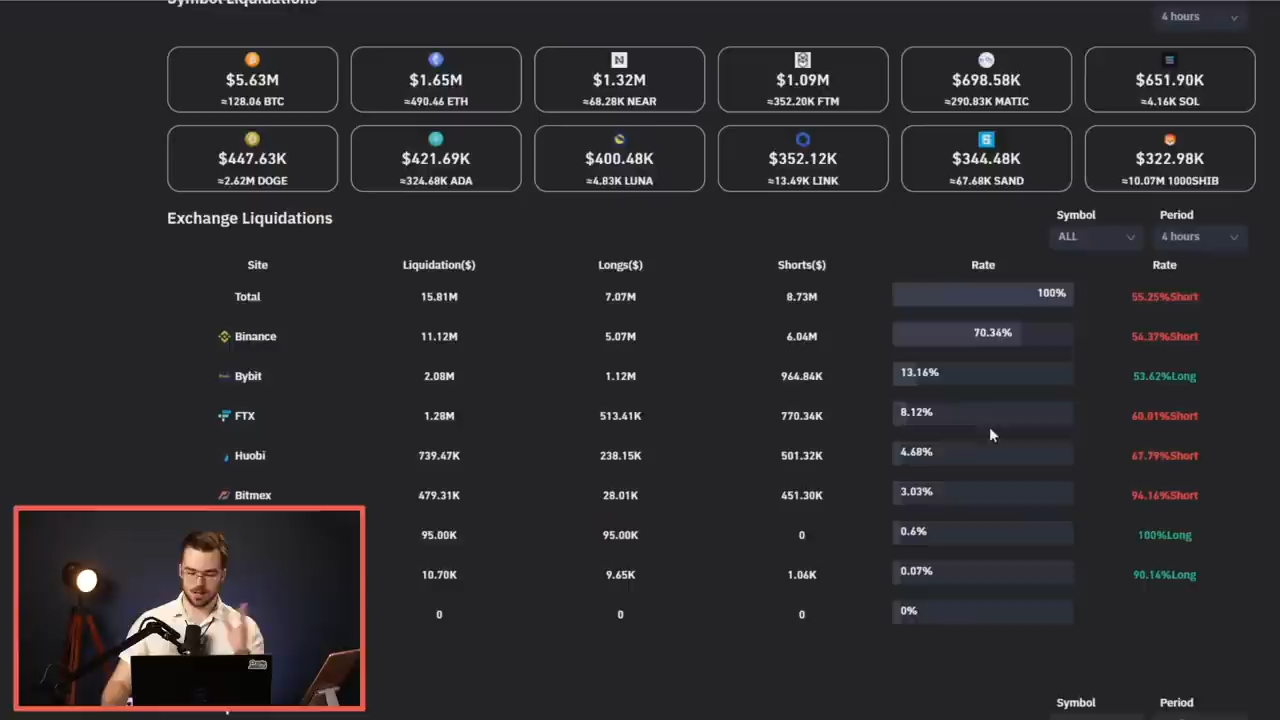 Symbol Liquidations
4 hours
$5.63M $1.65M $1.32M $1.09M $698.58K $651.90K
≈128.06 BTC ≈490.46 ETH ≈68.28K NEAR ≈352.20K FTM ≈290.83K MATIC ≈4.16K SOL
$447.63K $421.69K $400.48K $352.12K $344.48K $322.98K
≈2.62M DOGE ≈324.68K ADA ≈4.83K LUNA ≈13.49K LINK ≈67.68K SAND ≈10.07M 1000SHIB
Exchange Liquidations Symbol Period
ALL 4 hours
Site Liquidation($) Longs($) Shorts($) Rate Rate
Total 15.81M 7.07M 8.73M 100% 55.25%Short
Binance 11.12M 5.07M 6.04M 70.34% 54.37%Short
Bybit 2.08M 1.12M 964.84K 13.16% 53.62%Long
FTX 1.28M 513.41K 770.34K 8.12% 60.01%Short
Huobi 739.47K 238.15K 501.32K 4.68% 67.79%Short
Bitmex 479.31K 28.01K 451.30K 3.03% 94.16%Short
95.00K 95.00K 0 0.6% 100%Long
10.70K 9.65K 1.06K 0.07% 90.14%Long
0 0 0 0%
Symbol Period